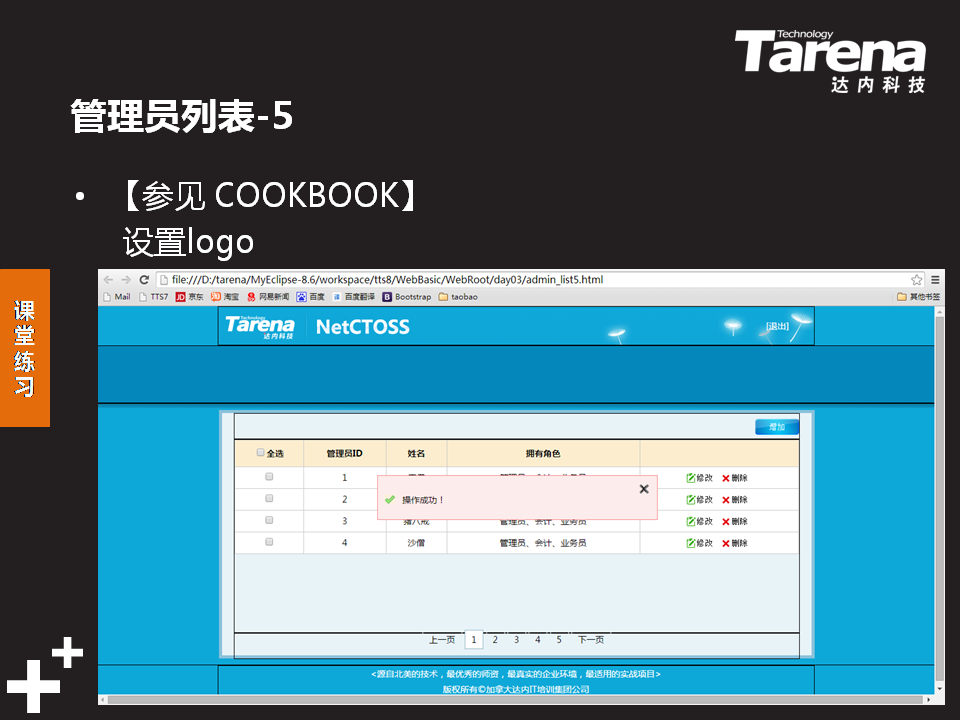 Technology
Tarena
达内科技
管理员列表-5
• 【参见 COOKBOOK】
设置logo
课堂练习
file:///D:/tarena/MyEclipse-8.6/workspace/tts8/WebBasic/WebRoot/day03/admin_list5.html
Mail TTS7 京东 淘宝 网易新闻 百度 百度翻译 Bootstrap taobao 其他书签
Technology
Tarena
达内科技
NetCTOSS
[退出]
增加
全选 管理员ID 姓名 拥有角色
1 修改 删除
2 修改 删除
操作成功！
3 猪八戒 管理员、会计、业务员 修改 删除
4 沙僧 管理员、会计、业务员 修改 删除
上一页 1 2 3 4 5 下一页
<源自北美的技术，最优秀的师资，最真实的企业环境，最适用的实战项目>
版权所有©加拿大达内IT培训集团公司